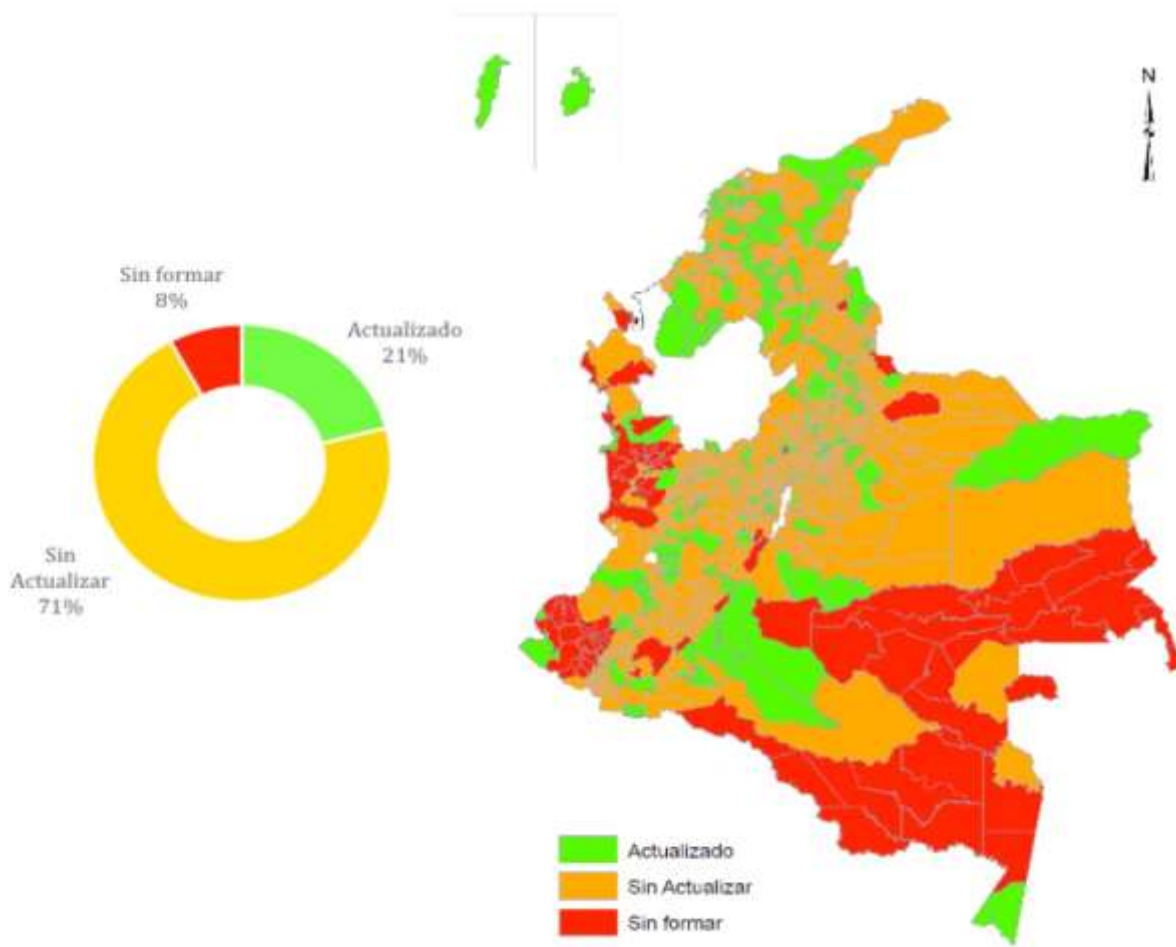 N
Sin formar
8%
Actualizado
21%
Sin
Actualizar
71%
Actualizado
Sin Actualizar
Sin formar